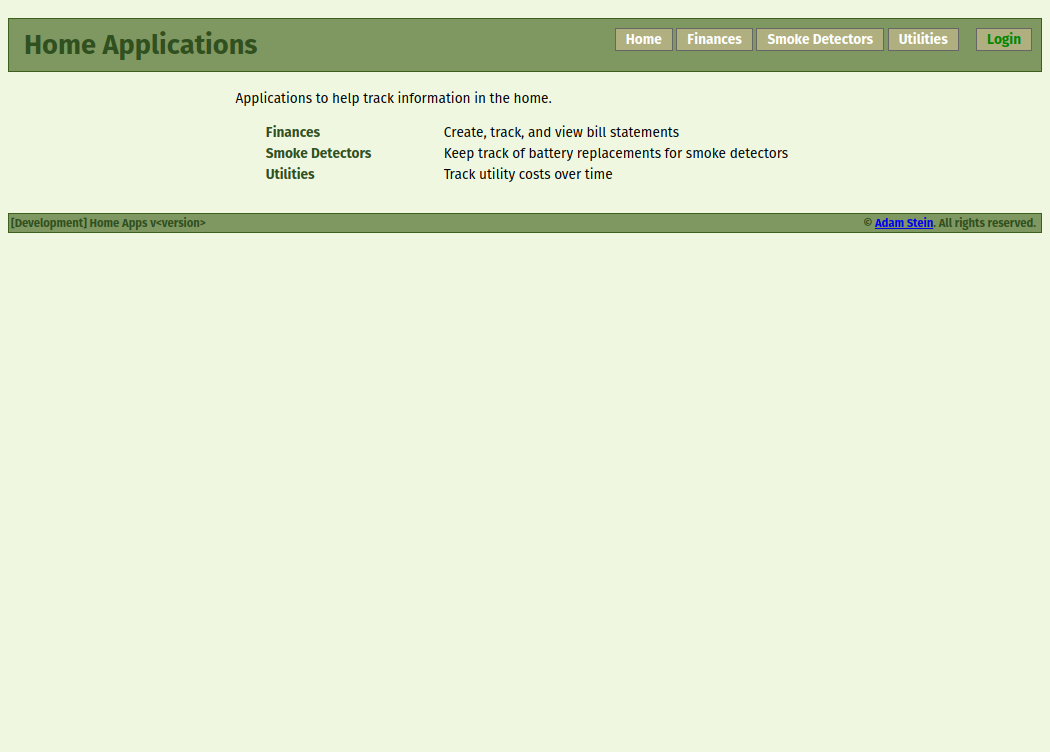 Home Applications
Home Finances Smoke Detectors Utilities Login
Applications to help track information in the home.
Finances Create, track, and view bill statements
Smoke Detectors Keep track of battery replacements for smoke detectors
Utilities Track utility costs over time
[Development] Home Apps v<version> © Adam Stein. All rights reserved.